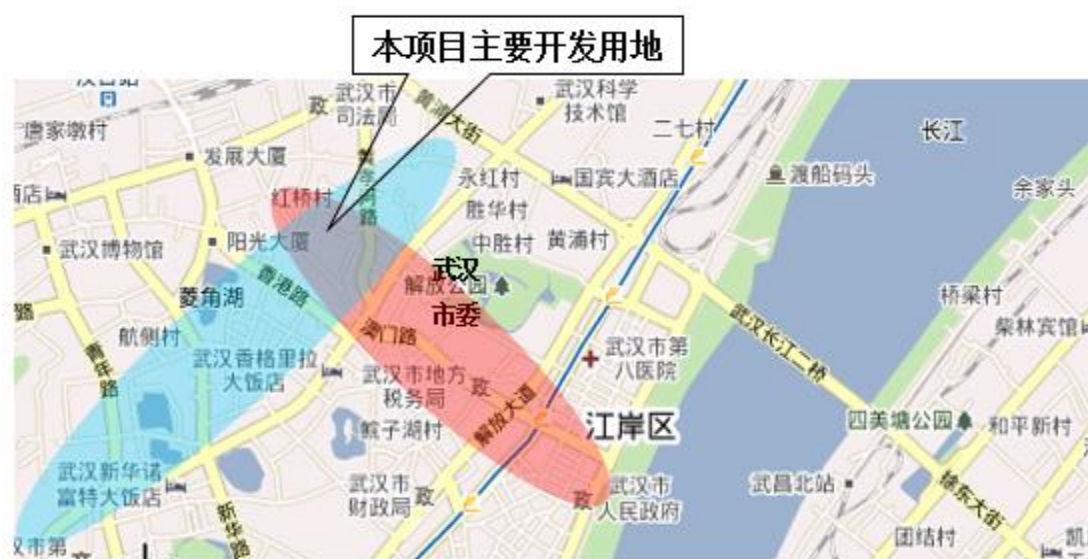 本项目主要开发用地
汉口站
唐家墩村
发展大厦
酒店
武汉市
司法局
政
黄浦大街
武汉科学
技术馆
二七村
长江
渡船码头
余家头
红桥村
永红村
国宾大酒店
胜华村
中胜村
黄浦村
武汉博物馆
阳光大厦
香港路
菱角湖
武汉
市委
解放公园
桥梁村
柴林宾馆
路
航侧村
青年路
武汉香格里拉
大饭店
澳门路
武汉市地方
税务局
政
武汉市第
八医院
武汉长江二桥
解放大道
江岸区
四美塘公园
和平新村
鲩子湖村
武汉新华诺
富特大饭店
新华路
武汉市
财政局
政
政
武汉市
人民政府
武昌北站
徐东大街
团结村
凯
汉市第